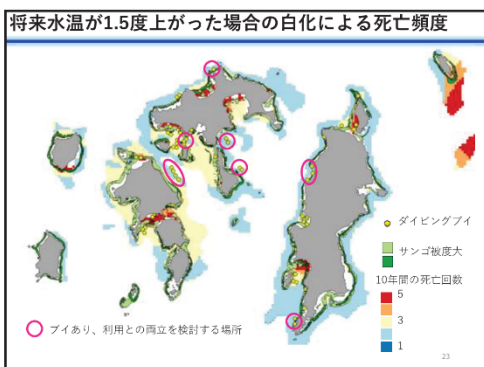 将来水温が1.5度上がった場合の白化による死亡頻度
ダイビングブイ
サンゴ被度大
10年間の死亡回数
5
3
1
ブイあり、利用との両立を検討する場所
23